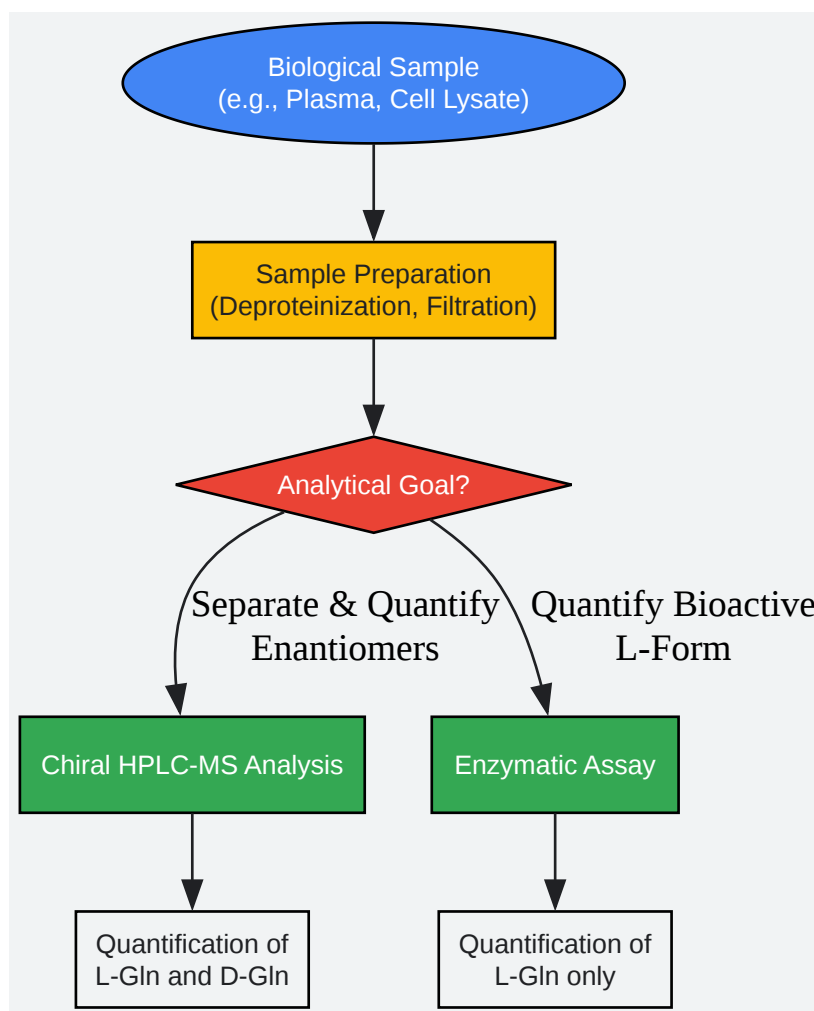 Biological Sample
(e.g., Plasma, Cell Lysate)
Sample Preparation
(Deproteinization, Filtration)
Analytical Goal?
Separate & Quantify
Enantiomers
Quantify Bioactive
L-Form
Chiral HPLC-MS Analysis
Enzymatic Assay
Quantification of
L-Gln and D-Gln
Quantification of
L-Gln only